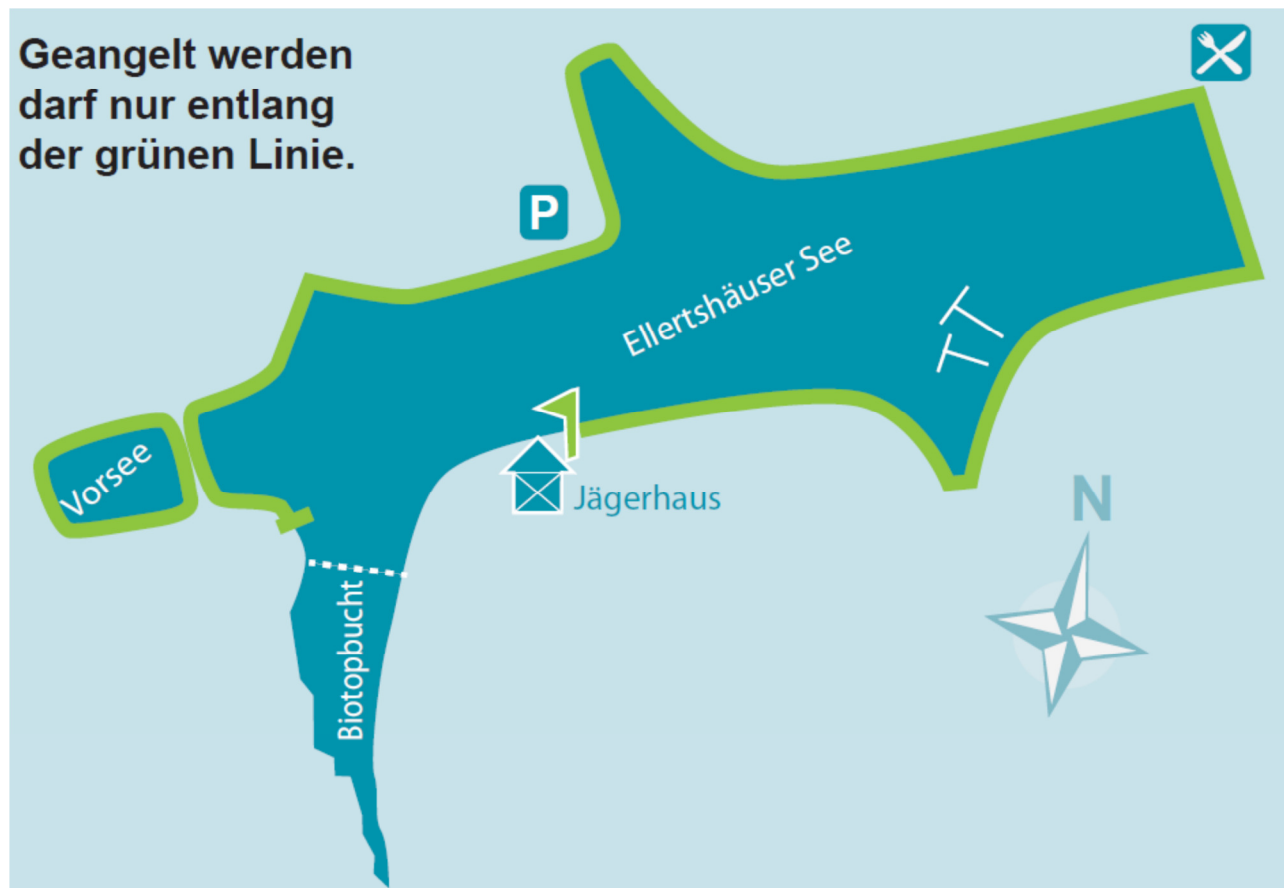 Geangelt werden
darf nur entlang
der grünen Linie.
P
Ellertshäuser See
Vorsee
Jägerhaus
N
Biotopbucht